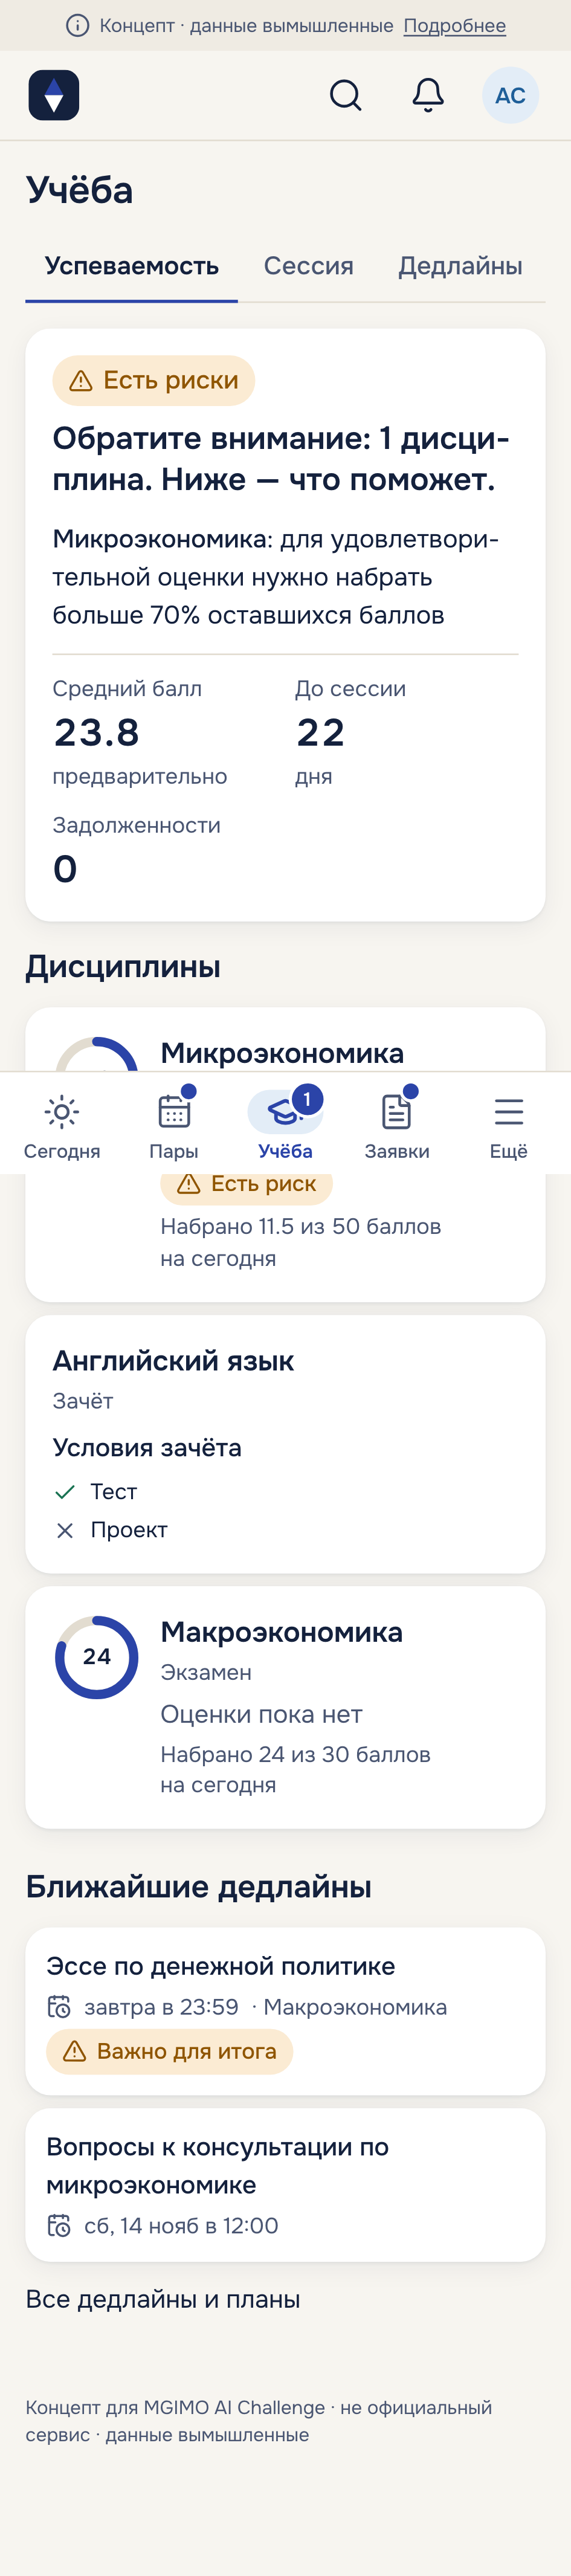 Концепт · данные вымышленные Подробнее
АС
Учёба
Успеваемость Сессия Дедлайны
Есть риски
Обратите внимание: 1 дисци-
плина. Ниже — что поможет.
Микроэкономика: для удовлетвори-
тельной оценки нужно набрать
больше 70% оставшихся баллов
Средний балл До сессии
23.8 22
предварительно дня
Задолженности
0
Дисциплины
Микроэкономика
1
Сегодня Пары Учёба Заявки Ещё
Есть риск
Набрано 11.5 из 50 баллов
на сегодня
Английский язык
Зачёт
Условия зачёта
Тест
Проект
24
Макроэкономика
Экзамен
Оценки пока нет
Набрано 24 из 30 баллов
на сегодня
Ближайшие дедлайны
Эссе по денежной политике
завтра в 23:59 · Макроэкономика
Важно для итога
Вопросы к консультации по
микроэкономике
сб, 14 нояб в 12:00
Все дедлайны и планы
Концепт для MGIMO AI Challenge · не официальный
сервис · данные вымышленные